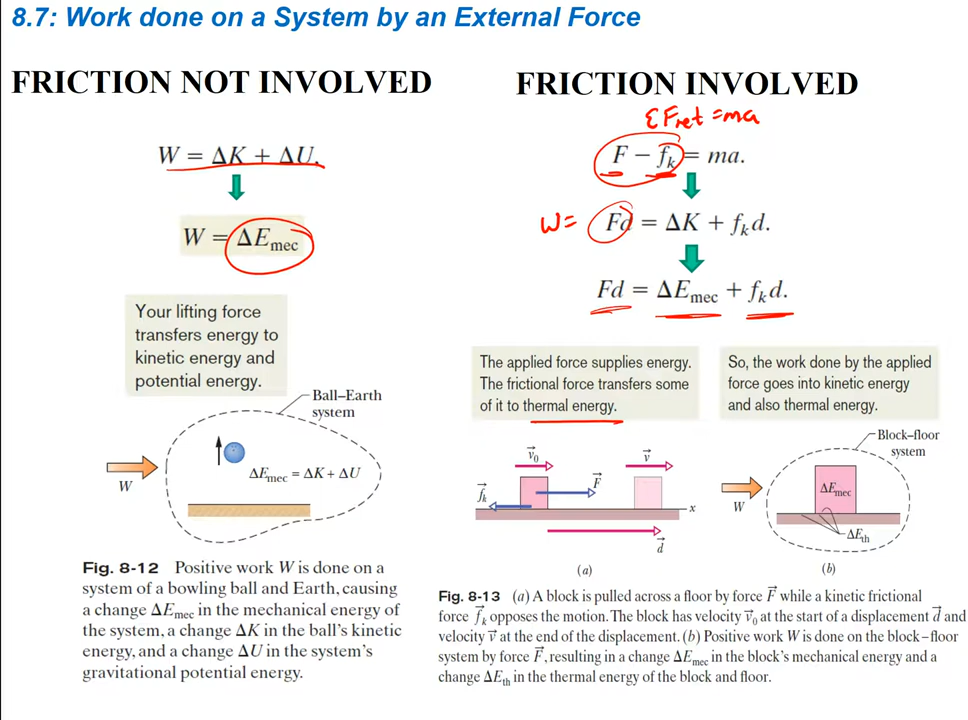 8.7: Work done on a System by an External Force
FRICTION NOT INVOLVED
W = ΔK + ΔU.
W = ΔEmec
Your lifting force
transfers energy to
kinetic energy and
potential energy.
Ball–Earth
system
ΔEmec = ΔK + ΔU
W
Fig. 8-12 Positive work W is done on a
system of a bowling ball and Earth, causing
a change ΔEmec in the mechanical energy of
the system, a change ΔK in the ball's kinetic
energy, and a change ΔU in the system's
gravitational potential energy.
FRICTION INVOLVED
ΣFnet = ma
F − fk = ma.
W = Fd = ΔK + fkd.
Fd = ΔEmec + fkd.
The applied force supplies energy.
The frictional force transfers some
of it to thermal energy.
So, the work done by the applied
force goes into kinetic energy
and also thermal energy.
v⃗0
v⃗
f⃗k
F⃗
x
d⃗
(a)
Block–floor
system
ΔEmec
W
ΔEth
(b)
Fig. 8-13 (a) A block is pulled across a floor by force F⃗ while a kinetic frictional
force f⃗k opposes the motion. The block has velocity v⃗0 at the start of a displacement d⃗ and
velocity v⃗ at the end of the displacement. (b) Positive work W is done on the block–floor
system by force F⃗, resulting in a change ΔEmec in the block's mechanical energy and a
change ΔEth in the thermal energy of the block and floor.